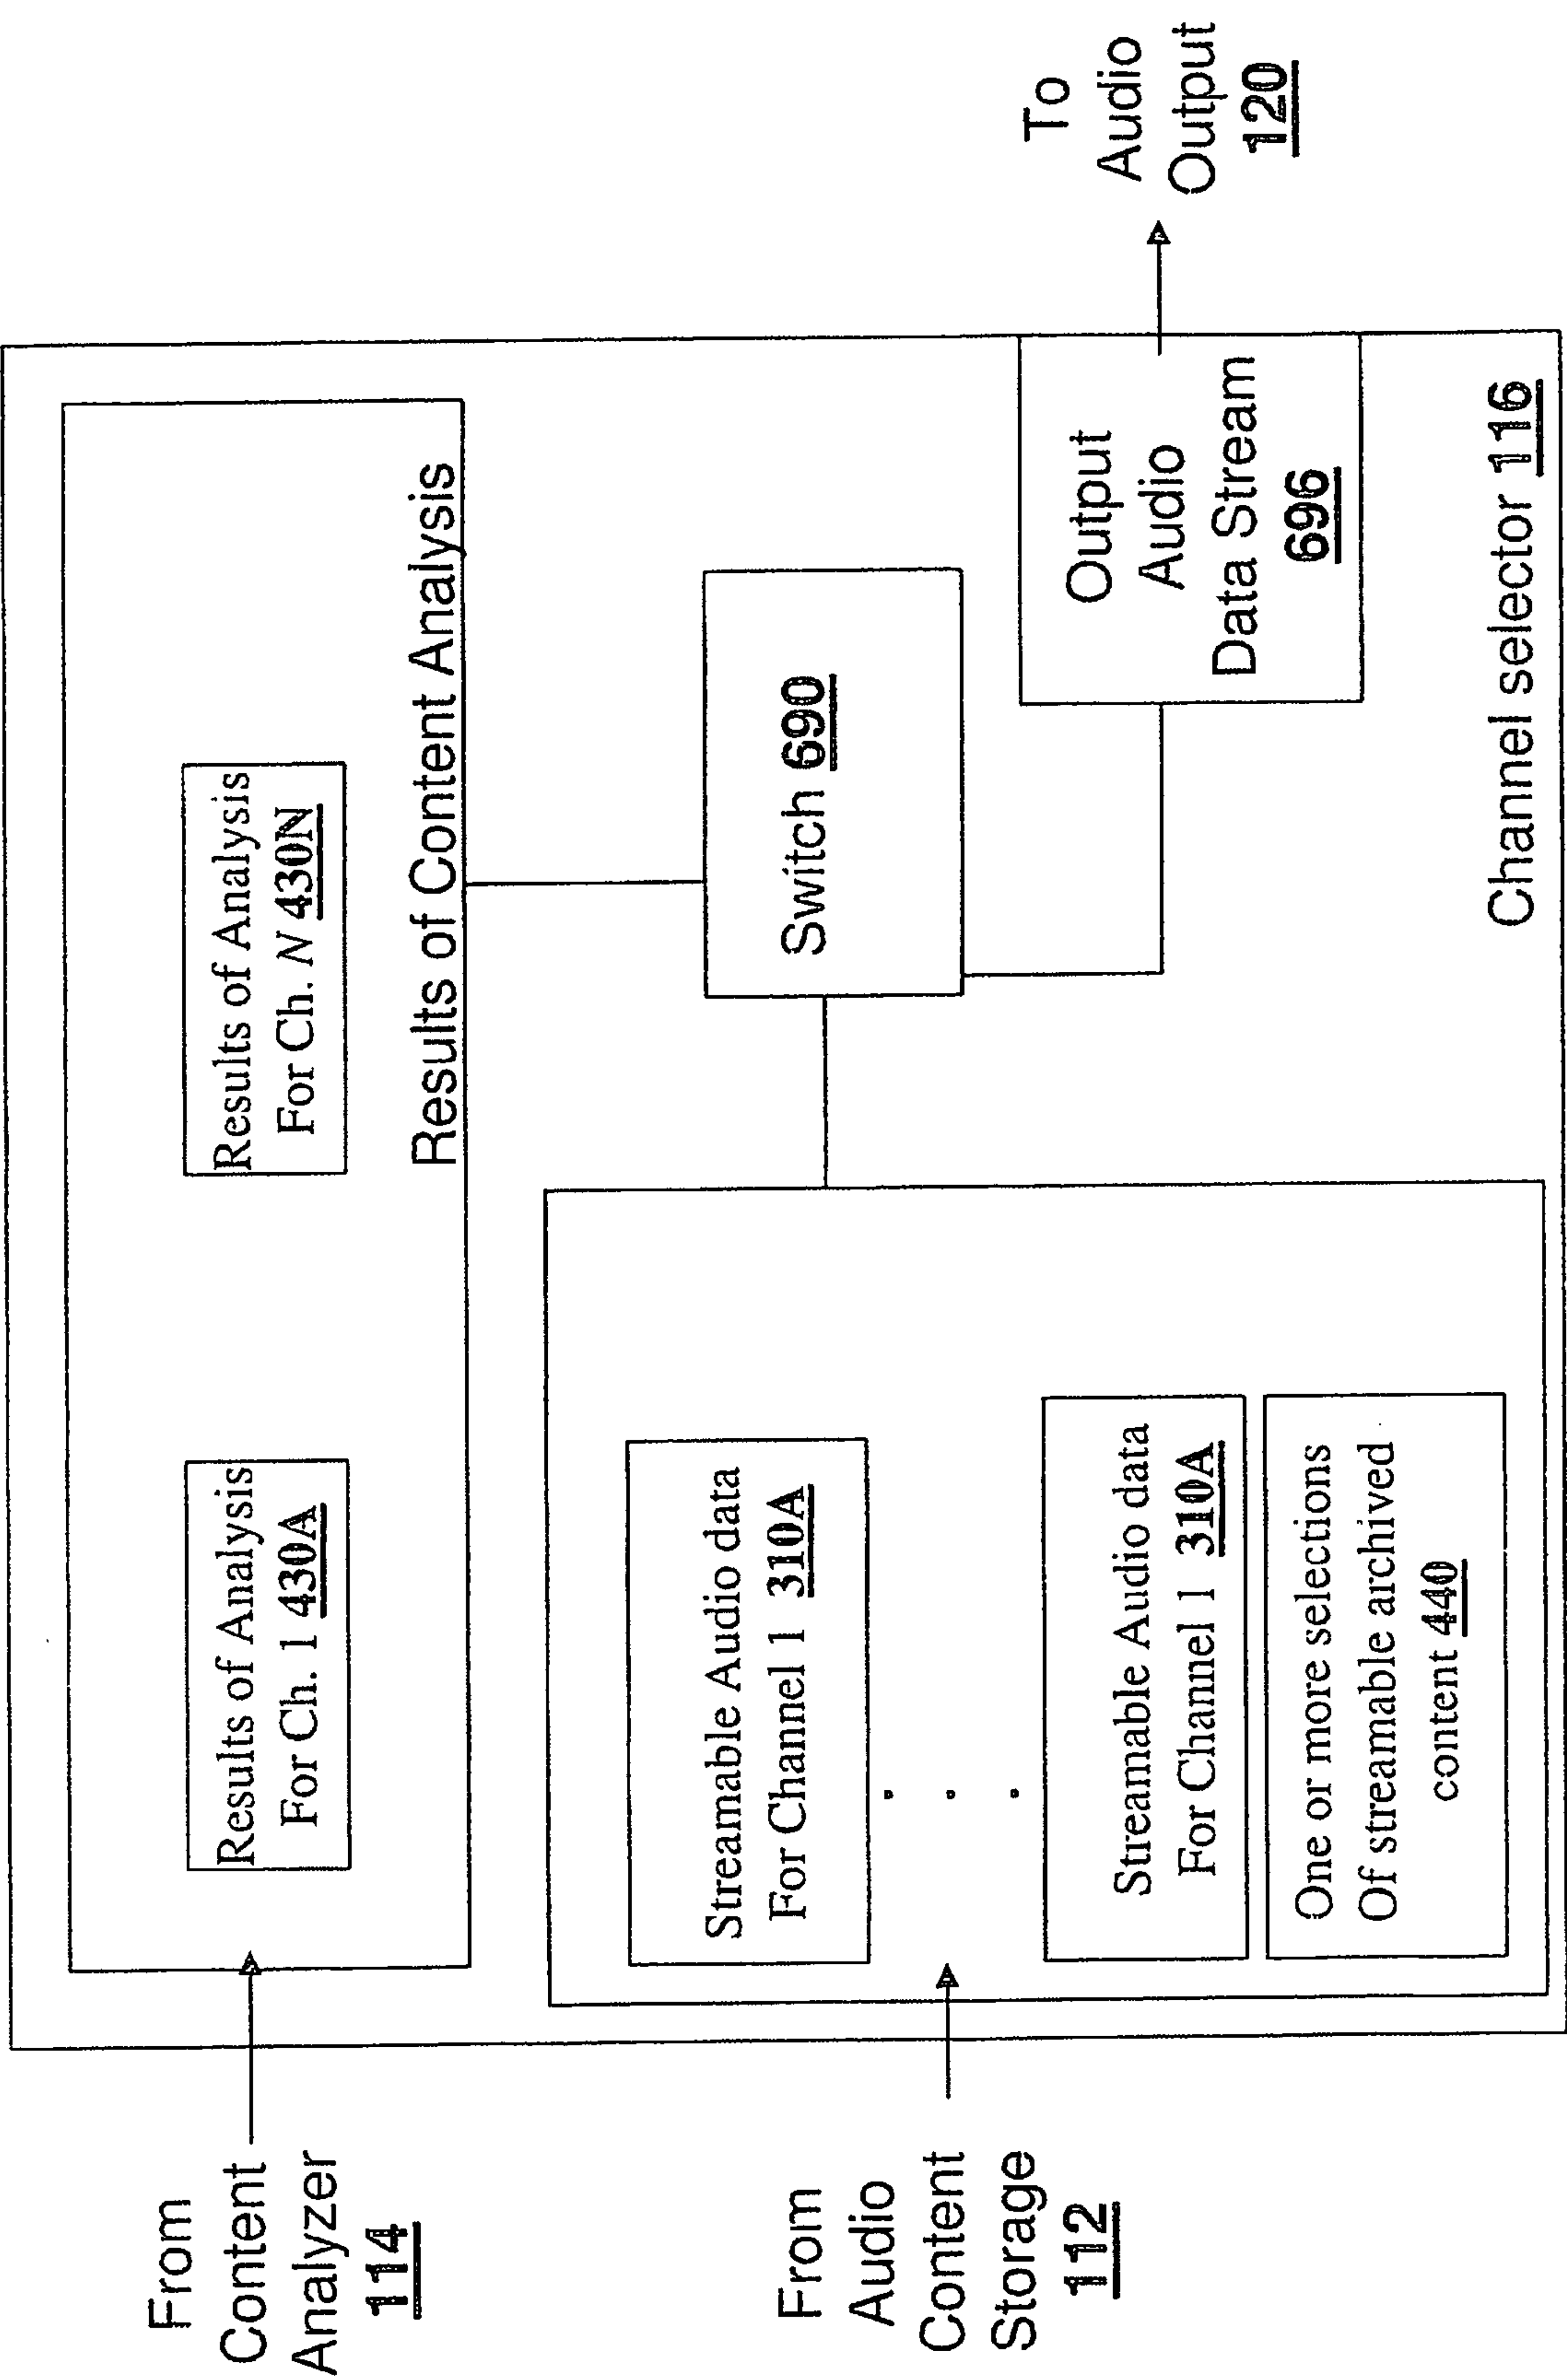 From
Content
Analyzer
114
Results of Analysis
For Ch. 1 430A
Results of Analysis
For Ch. N 430N
Results of Content Analysis
From
Audio
Content
Storage
112
Streamable Audio data
For Channel 1 310A
. . .
Streamable Audio data
For Channel 1 310A
One or more selections
Of streamable archived
content 440
Switch 690
Output
Audio
Data Stream
696
To
Audio
Output
120
Channel selector 116